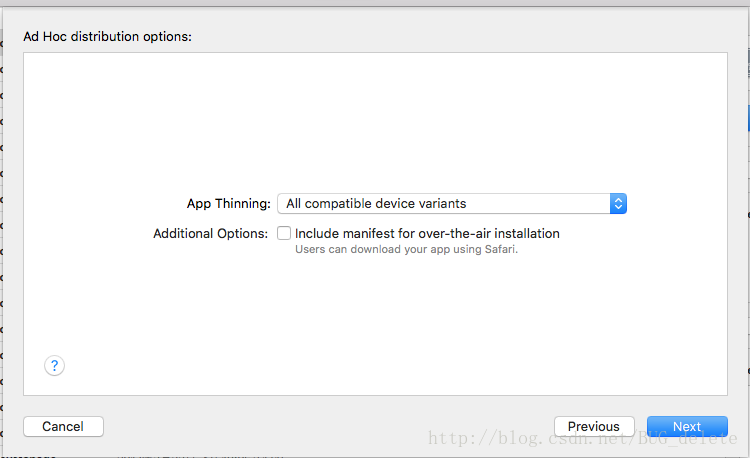 Ad Hoc distribution options:
App Thinning: All compatible device variants
Additional Options: Include manifest for over-the-air installation
Users can download your app using Safari.
?
Cancel
Previous
Next
http://blog.csdn.net/BUG_delete